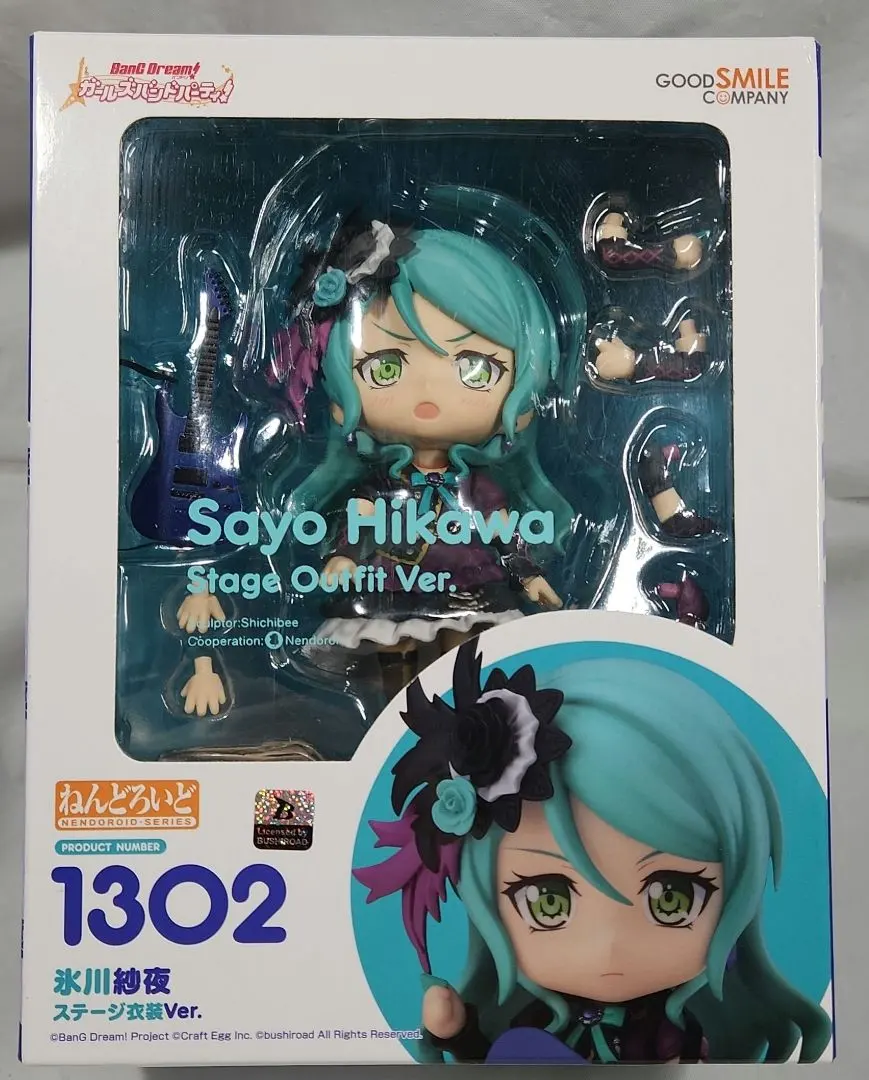 BanG Dream!
ガールズバンドパーティ!
GOOD SMILE
COMPANY
Sayo Hikawa
Stage Outfit Ver.
Sculptor:Shichibee
Cooperation: Nendoron
ねんどろいど
NENDOROID·SERIES
B
Licensed by
BUSHIROAD
PRODUCT NUMBER
1302
氷川紗夜
ステージ衣装Ver.
©BanG Dream! Project ©Craft Egg Inc. ©bushiroad All Rights Reserved.